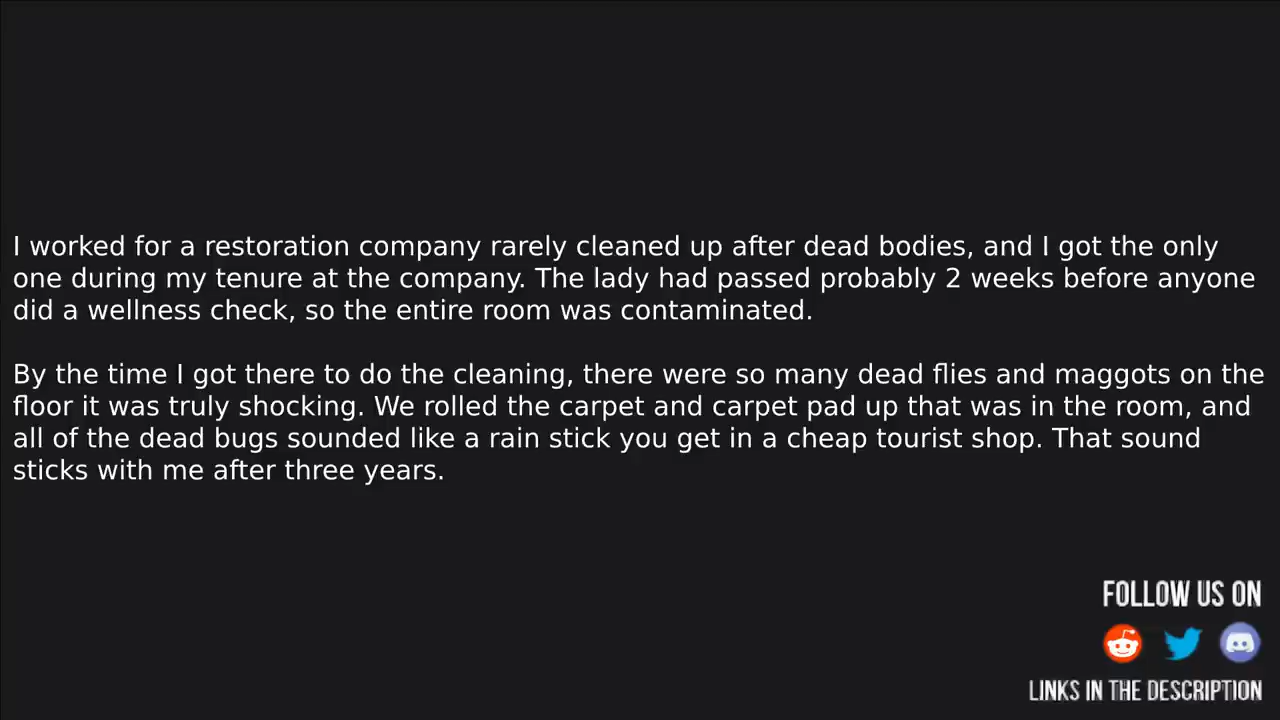 I worked for a restoration company rarely cleaned up after dead bodies, and I got the only
one during my tenure at the company. The lady had passed probably 2 weeks before anyone
did a wellness check, so the entire room was contaminated.
By the time I got there to do the cleaning, there were so many dead flies and maggots on the
floor it was truly shocking. We rolled the carpet and carpet pad up that was in the room, and
all of the dead bugs sounded like a rain stick you get in a cheap tourist shop. That sound
sticks with me after three years.
FOLLOW US ON
LINKS IN THE DESCRIPTION